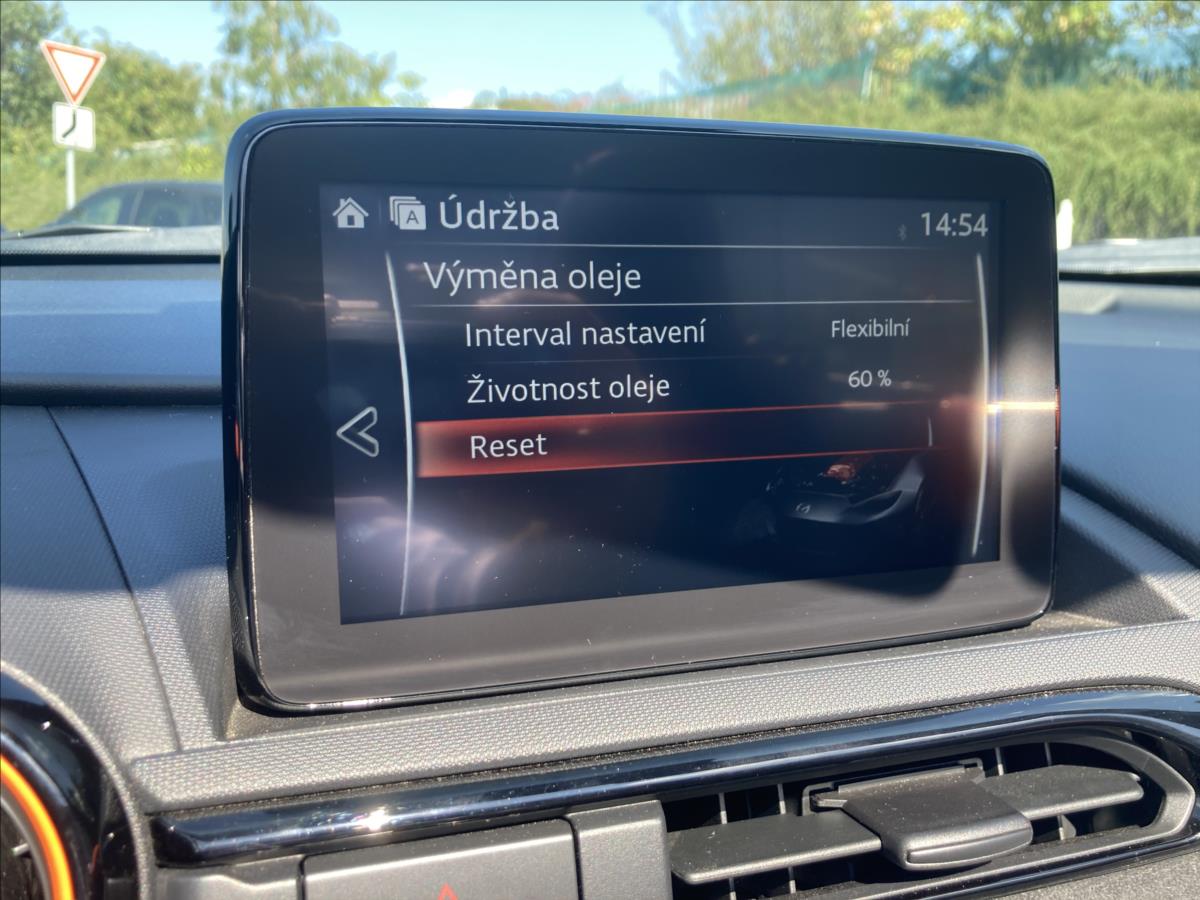 A Údržba 14:54
Výměna oleje
Interval nastavení Flexibilní
Životnost oleje 60 %
Reset